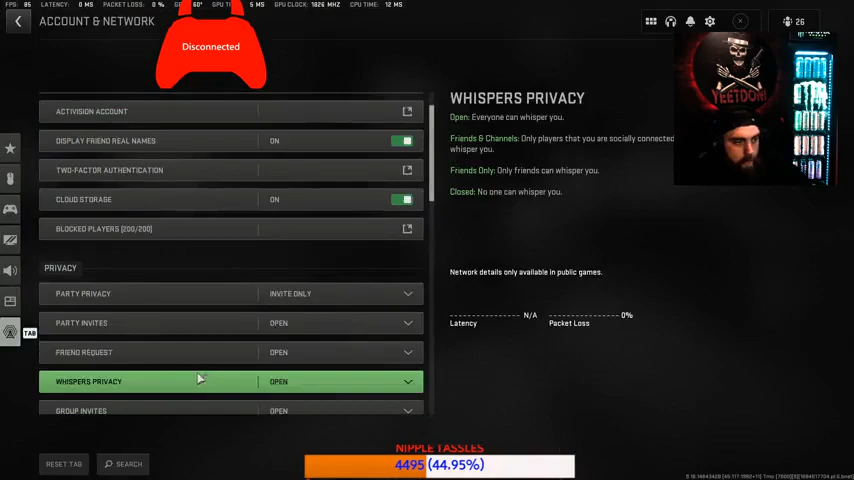 FPS: 85 LATENCY: 0 MS PACKET LOSS: 0 % 60° 5 MS GPU CLOCK: 1826 MHZ CPU TIME: 12 MS
ACCOUNT & NETWORK
26
Disconnected
YEETDON!
ACTIVISION ACCOUNT
DISPLAY FRIEND REAL NAMES ON
TWO-FACTOR AUTHENTICATION
CLOUD STORAGE ON
BLOCKED PLAYERS (200/200)
PRIVACY
PARTY PRIVACY INVITE ONLY
PARTY INVITES OPEN
TAB
FRIEND REQUEST OPEN
WHISPERS PRIVACY OPEN
GROUP INVITES OPEN
WHISPERS PRIVACY
Open: Everyone can whisper you.
Friends & Channels: Only players that you are socially connected
whisper you.
Friends Only: Only friends can whisper you.
Closed: No one can whisper you.
Network details only available in public games.
N/A 0%
Latency Packet Loss
RESET TAB SEARCH
NIPPLE TASSLES
4495 (44.95%)